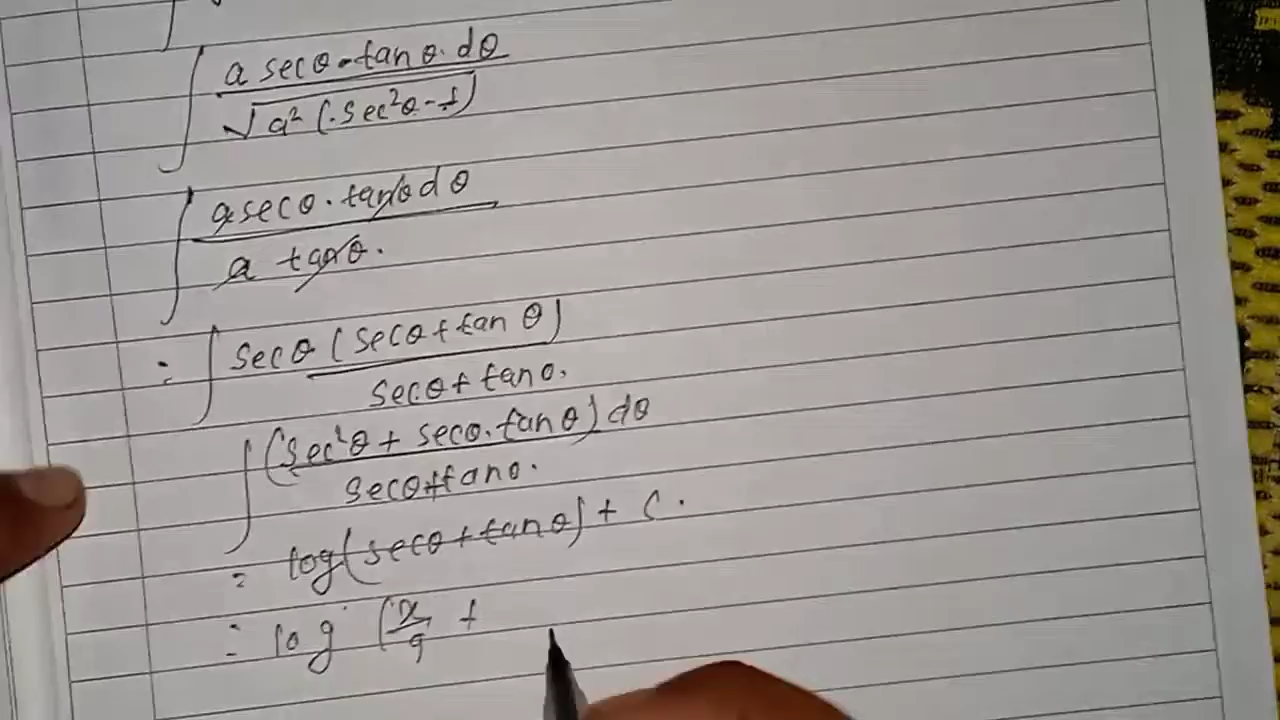 ∫ a secθ · tanθ · dθ / √a² (sec²θ - 1)
∫ a secθ · tanθ dθ / a tanθ.
= ∫ secθ (secθ + tan θ) / secθ + tanθ.
∫ (sec²θ + secθ. tanθ) dθ / secθ + tanθ.
= log (secθ + tanθ) + c.
= log (x/a +